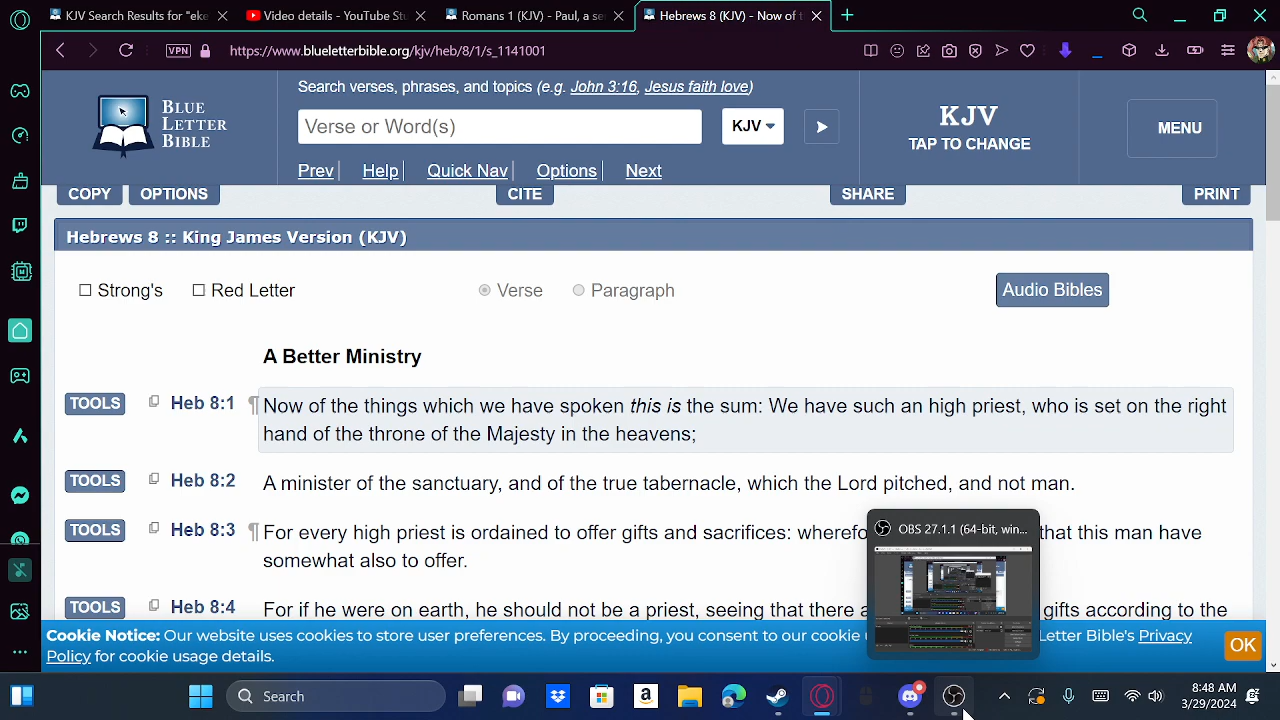 KJV Search Results for "eke
Video details - YouTube Stu
Romans 1 (KJV) - Paul, a se
Hebrews 8 (KJV) - Now of t
VPN
https://www.blueletterbible.org/kjv/heb/8/1/s_1141001
BLUE
LETTER
BIBLE
Search verses, phrases, and topics (e.g. John 3:16, Jesus faith love)
Verse or Word(s)
KJV
Prev
Help
Quick Nav
Options
Next
KJV
TAP TO CHANGE
MENU
COPY
OPTIONS
CITE
SHARE
PRINT
Hebrews 8 :: King James Version (KJV)
Strong's
Red Letter
Verse
Paragraph
Audio Bibles
A Better Ministry
TOOLS Heb 8:1 ¶ Now of the things which we have spoken this is the sum: We have such an high priest, who is set on the right
hand of the throne of the Majesty in the heavens;
TOOLS Heb 8:2 A minister of the sanctuary, and of the true tabernacle, which the Lord pitched, and not man.
TOOLS Heb 8:3 ¶ For every high priest is ordained to offer gifts and sacrifices: wherefo that this man have
somewhat also to offer.
TOOLS Heb 8:4 For if he were on earth, he should not be a priest, seeing that there a gifts according to the
OBS 27.1.1 (64-bit, win...
Cookie Notice: Our website uses cookies to store user preferences. By proceeding, you consent to our cookie u Letter Bible's Privacy
Policy for cookie usage details.
OK
Search
8:48 AM
3/29/2024